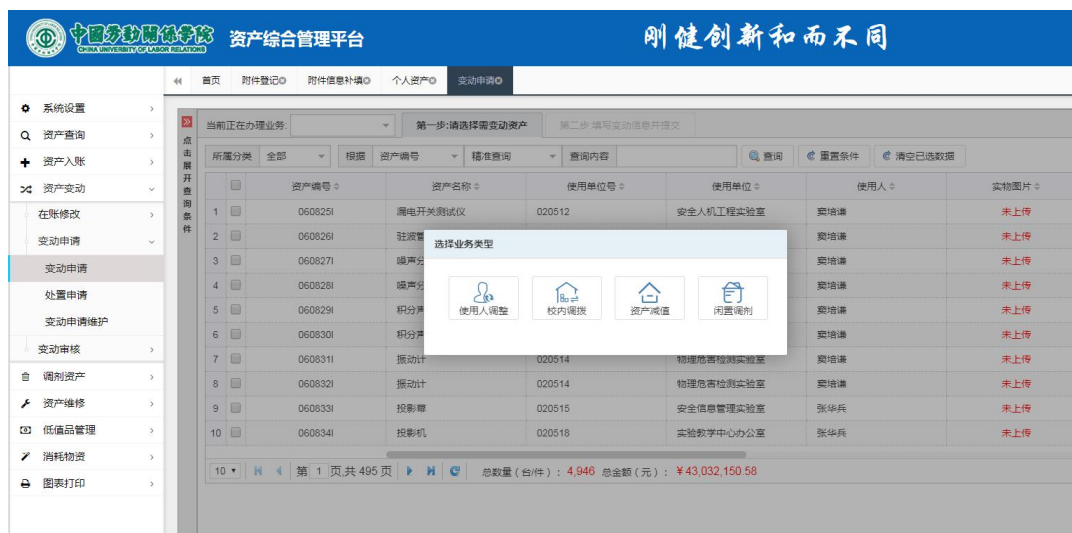 中國劳動關係学院 资产综合管理平台 刚健创新和而不同
CHINA UNIVERSITY OF LABOR RELATIONS
首页 附件登记 附件信息补填 个人资产 变动申请
系统设置
资产查询
资产入账
资产变动
在账修改
变动申请
变动申请
处置申请
变动申请维护
变动审核
调剂资产
资产维修
低值品管理
消耗物资
图表打印
点击展开查询条件
当前正在办理业务: 第一步:请选择需变动资产 第二步:填写变动信息并提交
所属分类 全部 根据 资产编号 精准查询 查询内容 查询 重置条件 清空已选数据
资产编号 资产名称 使用单位号 使用单位 使用人 实物图片
1 060825I 漏电开关测试仪 020512 安全人机工程实验室 窦培谦 未上传
2 060826I 驻波管 窦培谦 未上传
3 060827I 噪声分 窦培谦 未上传
4 060828I 噪声分 窦培谦 未上传
5 060829I 积分声 窦培谦 未上传
6 060830I 积分声 窦培谦 未上传
7 060831I 振动计 020514 物理危害检测实验室 窦培谦 未上传
8 060832I 振动计 020514 物理危害检测实验室 窦培谦 未上传
9 060833I 投影 020515 安全信息管理实验室 张华兵 未上传
10 060834I 投影机 020518 实验教学中心办公室 张华兵 未上传
选择业务类型
使用人调整 校内调拨 资产减值 闲置调剂
10 第 1 页,共 495 页 总数量(台/件): 4,946 总金额(元): ¥43,032,150.58